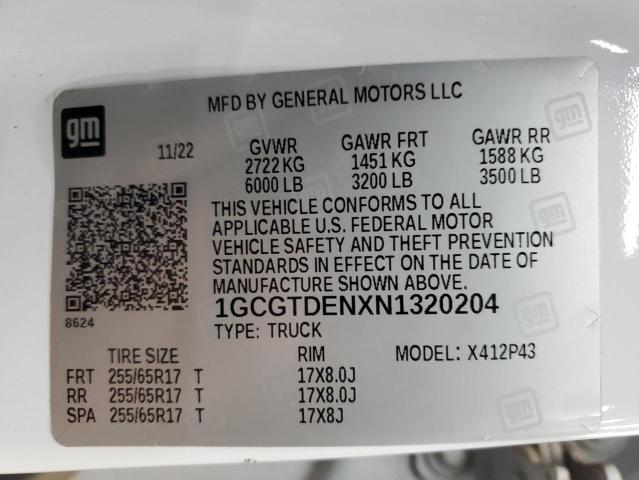 MFD BY GENERAL MOTORS LLC
gm
11/22
GVWR GAWR FRT GAWR RR
2722 KG 1451 KG 1588 KG
6000 LB 3200 LB 3500 LB
THIS VEHICLE CONFORMS TO ALL
APPLICABLE U.S. FEDERAL MOTOR
VEHICLE SAFETY AND THEFT PREVENTION
STANDARDS IN EFFECT ON THE DATE OF
MANUFACTURE SHOWN ABOVE.
8624
1GCGTDENXN1320204
TYPE: TRUCK
TIRE SIZE RIM MODEL: X412P43
FRT 255/65R17 T 17X8.0J
RR 255/65R17 T 17X8.0J
SPA 255/65R17 T 17X8J